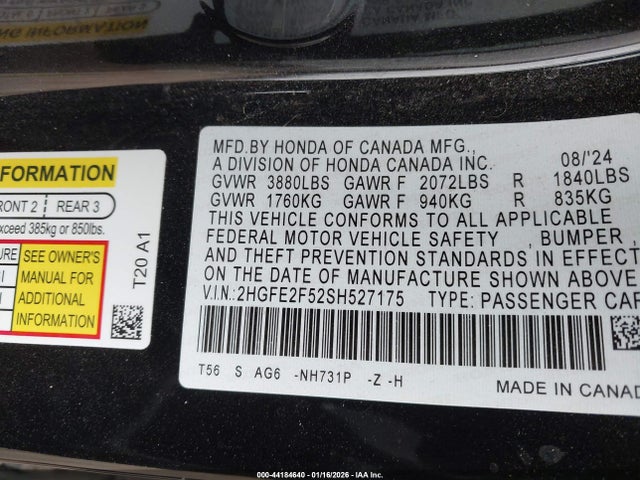 NG INFORMATION
FORMATION
RONT 2 REAR 3
xceed 385kg or 850lbs.
SEE OWNER'S
MANUAL FOR
ADDITIONAL
INFORMATION
T20 A1
MFD.BY HONDA OF CANADA MFG.,
A DIVISION OF HONDA CANADA INC. 08/'24
GVWR 3880LBS GAWR F 2072LBS R 1840LBS
GVWR 1760KG GAWR F 940KG R 835KG
THIS VEHICLE CONFORMS TO ALL APPLICABLE
FEDERAL MOTOR VEHICLE SAFETY , BUMPER ,
AND THEFT PREVENTION STANDARDS IN EFFECT
ON THE DATE OF MANUFACTURE SHOWN ABOVE
V.I.N.:2HGFE2F52SH527175 TYPE: PASSENGER CAR
T56 S AG6 -NH731P -Z -H
MADE IN CANAD
000-44184640 - 01/16/2026 - IAA Inc.